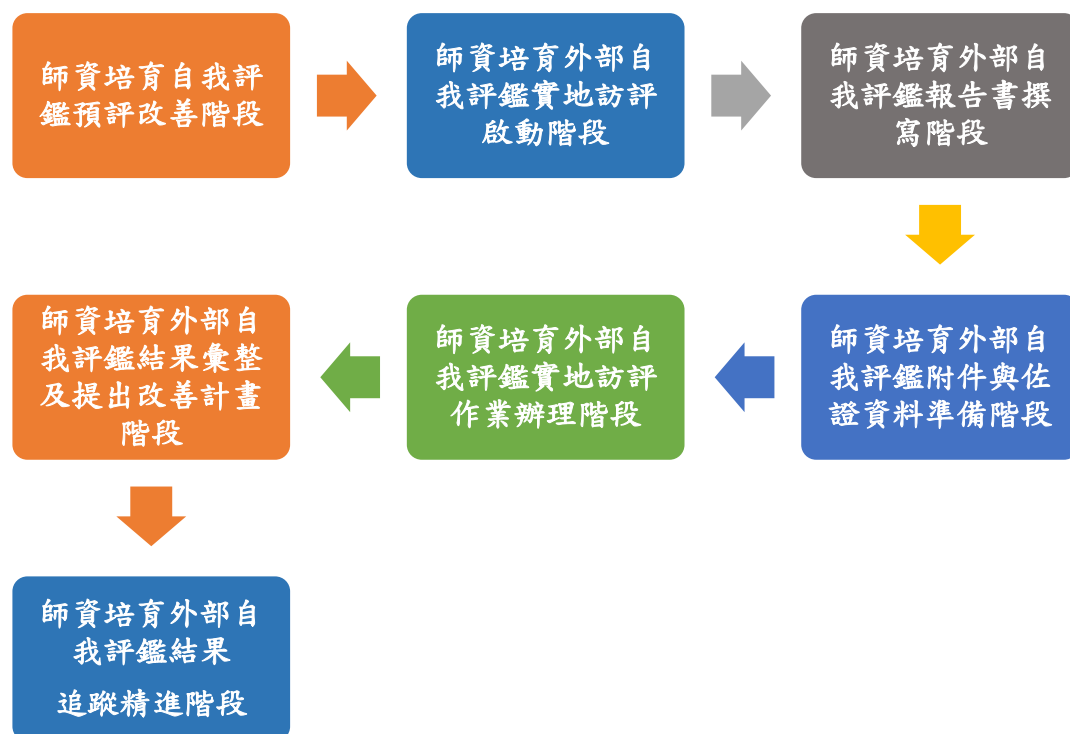 師資培育自我評
鑑預評改善階段
師資培育外部自
我評鑑實地訪評
啟動階段
師資培育外部自
我評鑑報告書撰
寫階段
師資培育外部自
我評鑑附件與佐
證資料準備階段
師資培育外部自
我評鑑實地訪評
作業辦理階段
師資培育外部自
我評鑑結果彙整
及提出改善計畫
階段
師資培育外部自
我評鑑結果
追蹤精進階段